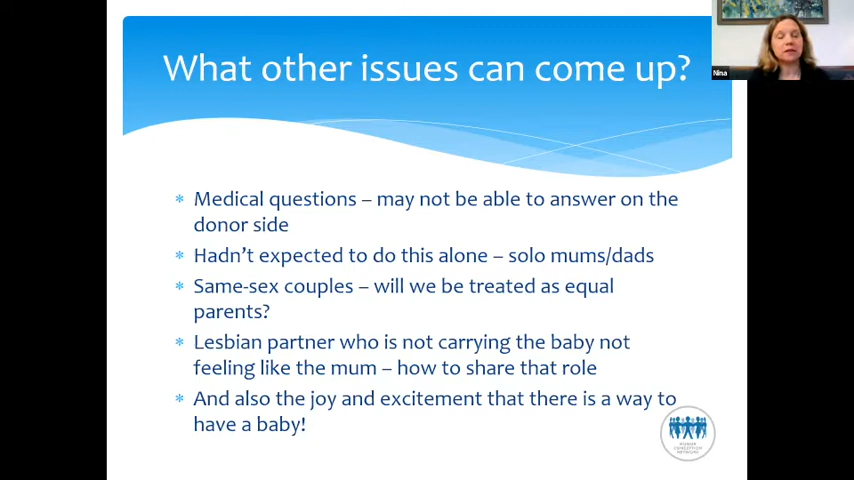 What other issues can come up?
Nina
* Medical questions – may not be able to answer on the
donor side
* Hadn't expected to do this alone – solo mums/dads
* Same-sex couples – will we be treated as equal
parents?
* Lesbian partner who is not carrying the baby not
feeling like the mum – how to share that role
* And also the joy and excitement that there is a way to
have a baby!
DONOR
CONCEPTION
NETWORK